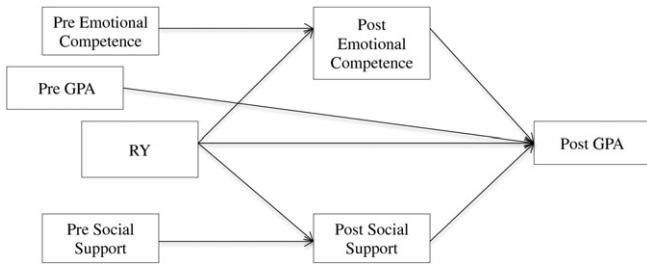 Pre Emotional
Competence
Post
Emotional
Competence
Pre GPA
RY
Post GPA
Pre Social
Support
Post Social
Support